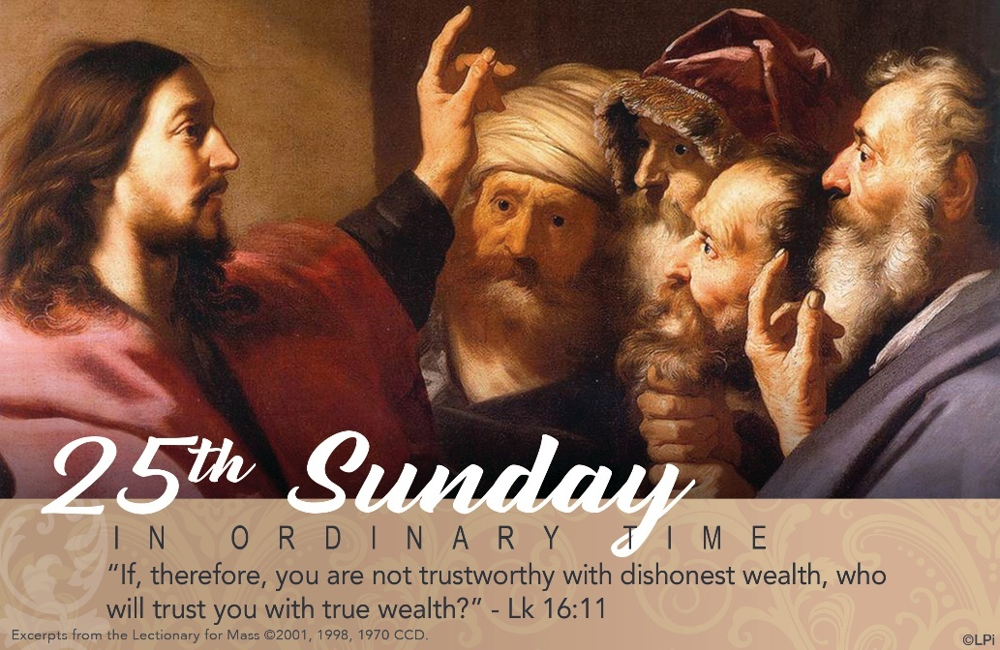 25th Sunday
IN ORDINARY TIME
“If, therefore, you are not trustworthy with dishonest wealth, who
will trust you with true wealth?” - Lk 16:11
Excerpts from the Lectionary for Mass ©2001, 1998, 1970 CCD.
©LPi